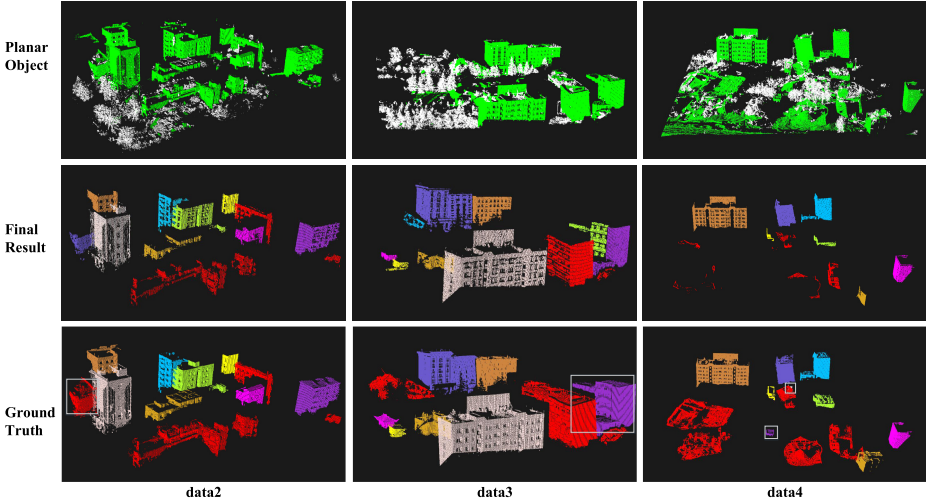 Planar
Object
Final
Result
Ground
Truth
data2
data3
data4